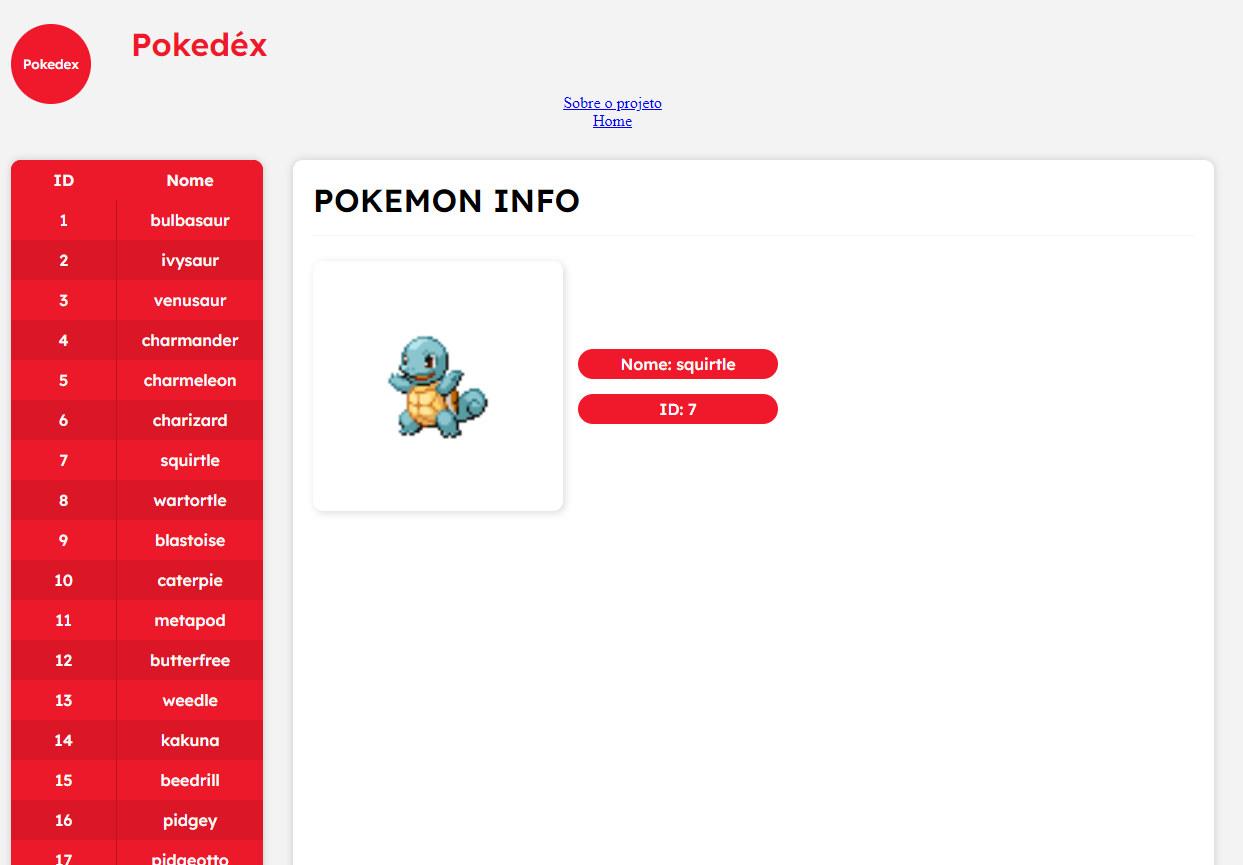 Pokedex
Pokedéx
Sobre o projeto
Home
ID Nome
1 bulbasaur
2 ivysaur
3 venusaur
4 charmander
5 charmeleon
6 charizard
7 squirtle
8 wartortle
9 blastoise
10 caterpie
11 metapod
12 butterfree
13 weedle
14 kakuna
15 beedrill
16 pidgey
17 pidgeotto
POKEMON INFO
Nome: squirtle
ID: 7